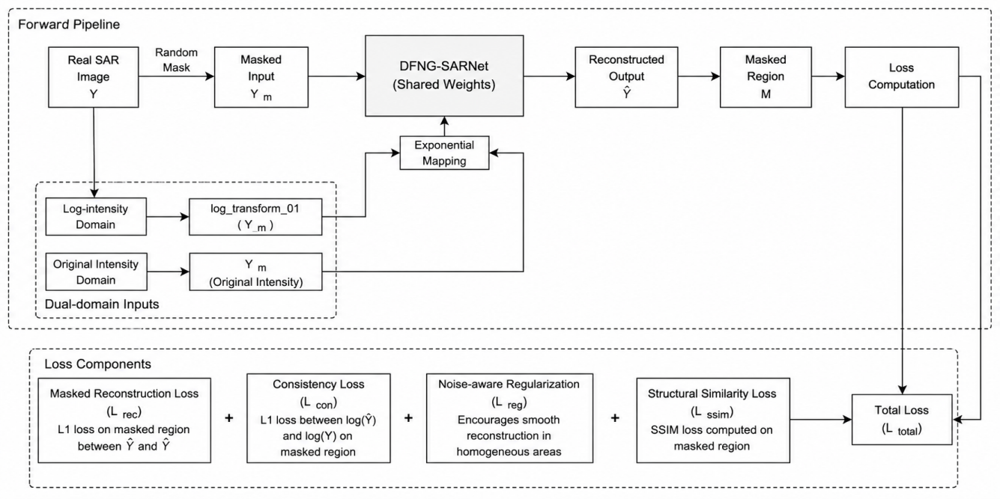 Forward Pipeline
Real SAR
Image
Y
Random
Mask
Masked
Input
Y m
DFNG-SARNet
(Shared Weights)
Reconstructed
Output
Ŷ
Masked
Region
M
Loss
Computation
Exponential
Mapping
Log-intensity
Domain
log_transform_01
( Y_m )
Original Intensity
Domain
Y m
(Original Intensity)
Dual-domain Inputs
Loss Components
Masked Reconstruction Loss
(L rec)
L1 loss on masked region
between Ŷ and Ŷ
+
Consistency Loss
(L con)
L1 loss between log(Ŷ)
and log(Y) on
masked region
+
Noise-aware Regularization
(L reg)
Encourages smooth
reconstruction in
homogeneous areas
+
Structural Similarity Loss
(L ssim)
SSIM loss computed on
masked region
Total Loss
(L total)